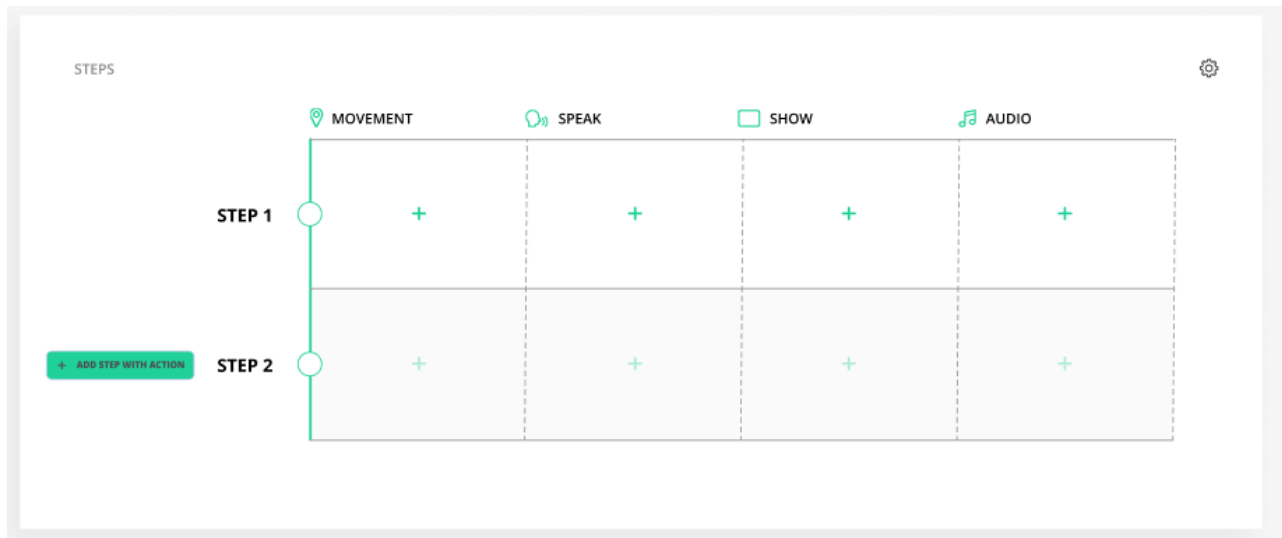 STEPS
MOVEMENT SPEAK SHOW AUDIO
STEP 1 + + + +
+ ADD STEP WITH ACTION STEP 2 + + + +